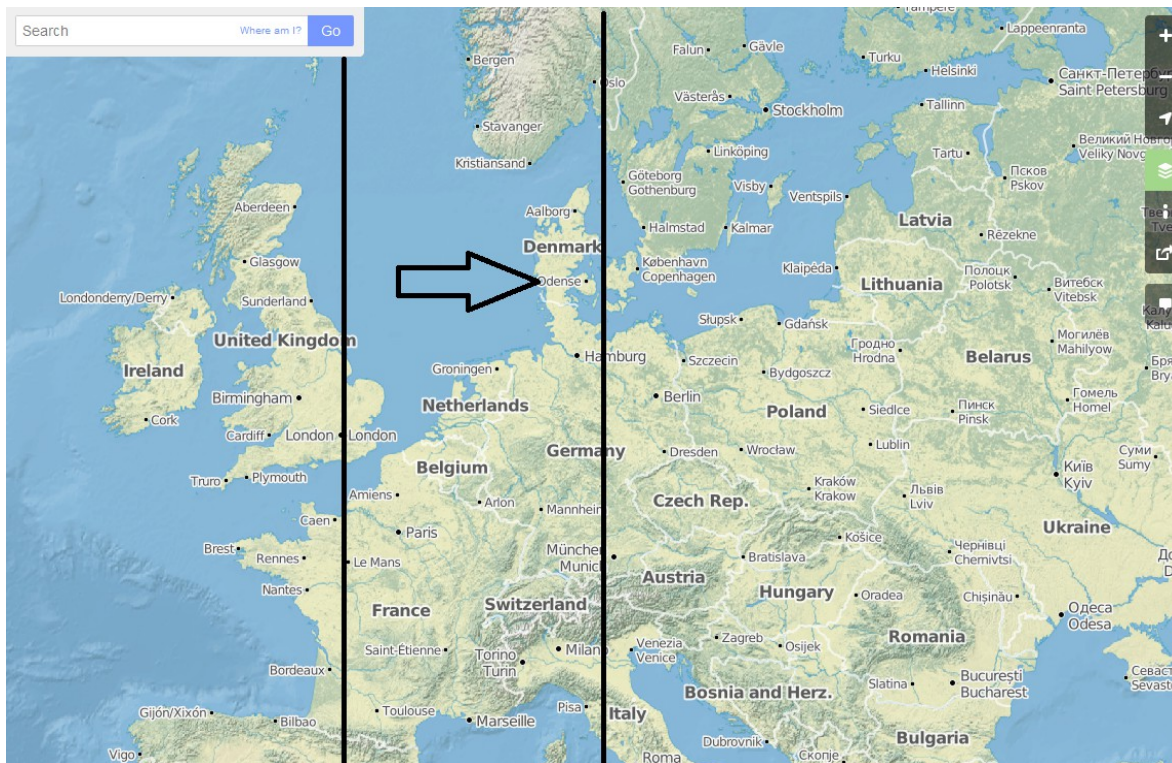 Search
Where am I?
Go
Tampere
Lappeenranta
Bergen
Falun
Gävle
Turku
Helsinki
Санкт-Петербург
Saint Petersburg
Oslo
Västerås
Stockholm
Tallinn
Stavanger
Kristiansand
Linköping
Tartu
Великий Новгор
Veliky Novg
Псков
Pskov
Göteborg
Gothenburg
Visby
Ventspils
Aberdeen
Aalborg
Halmstad
Kalmar
Latvia
Rēzekne
Denmark
Glasgow
København
Copenhagen
Klaipėda
Odense
Lithuania
Полоцк
Polotsk
Витебск
Vitebsk
Londonderry/Derry
Sunderland
Słupsk
Gdańsk
United Kingdom
Гродно
Hrodna
Могилёв
Mahilyow
Ireland
Groningen
Hamburg
Szczecin
Bydgoszcz
Belarus
Birmingham
Netherlands
Berlin
Poland
Siedlce
Пинск
Pinsk
Гомель
Homel
Cork
Cardiff
London
London
Germany
Dresden
Wrocław
Lublin
Суми
Sumy
Truro
Plymouth
Belgium
Київ
Kyiv
Amiens
Arlon
Mannheim
Czech Rep.
Kraków
Krakow
Львів
Lviv
Caen
Paris
Ukraine
Brest
Rennes
Le Mans
München
Munich
Bratislava
Košice
Чернівці
Chernivtsi
Nantes
France
Switzerland
Austria
Hungary
Oradea
Chișinău
Одеса
Odesa
Saint-Étienne
Torino
Turin
Milano
Venezia
Venice
Zagreb
Osijek
Romania
Bordeaux
Slatina
București
Bucharest
Севаст
Sevast
Bosnia and Herz.
Gijón/Xixón
Bilbao
Toulouse
Marseille
Pisa
Italy
Vigo
Dubrovnik
Bulgaria
Roma
Скопје